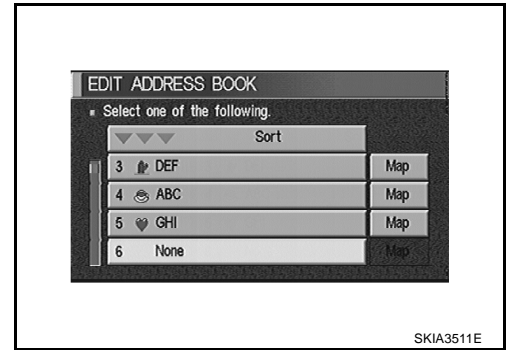 EDIT ADDRESS BOOK
Select one of the following.
Sort
3 DEF Map
4 ABC Map
5 GHI Map
6 None Map
SKIA3511E